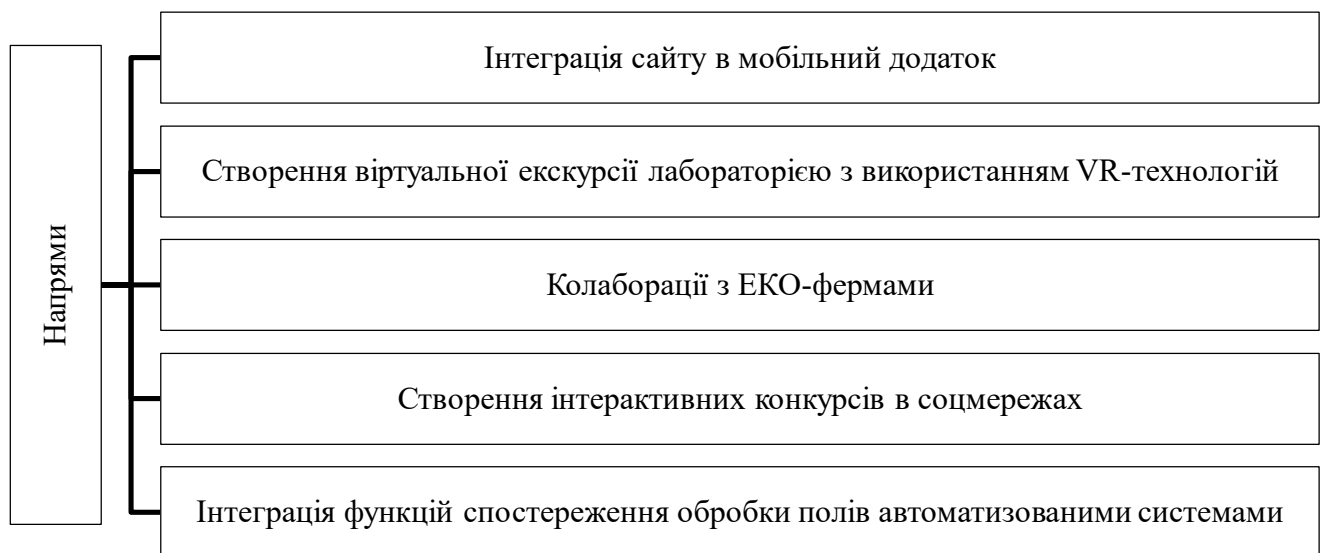 Напрями
Інтеграція сайту в мобільний додаток
Створення віртуальної екскурсії лабораторією з використанням VR-технологій
Колаборації з ЕКО-фермами
Створення інтерактивних конкурсів в соцмережах
Інтеграція функцій спостереження обробки полів автоматизованими системами